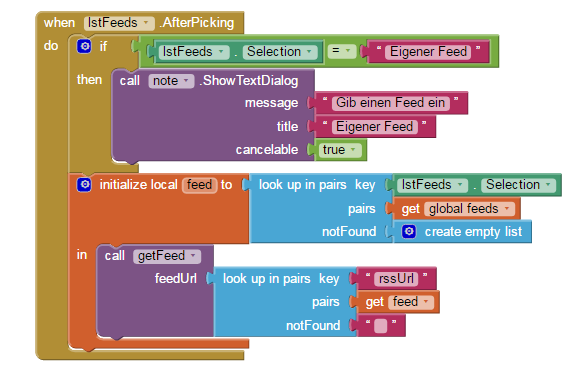 when lstFeeds .AfterPicking
do if lstFeeds . Selection = " Eigener Feed "
then call note .ShowTextDialog
message " Gib einen Feed ein "
title " Eigener Feed "
cancelable true
initialize local feed to look up in pairs key lstFeeds . Selection
pairs get global feeds
notFound create empty list
in call getFeed
feedUrl look up in pairs key " rssUrl "
pairs get feed
notFound " "